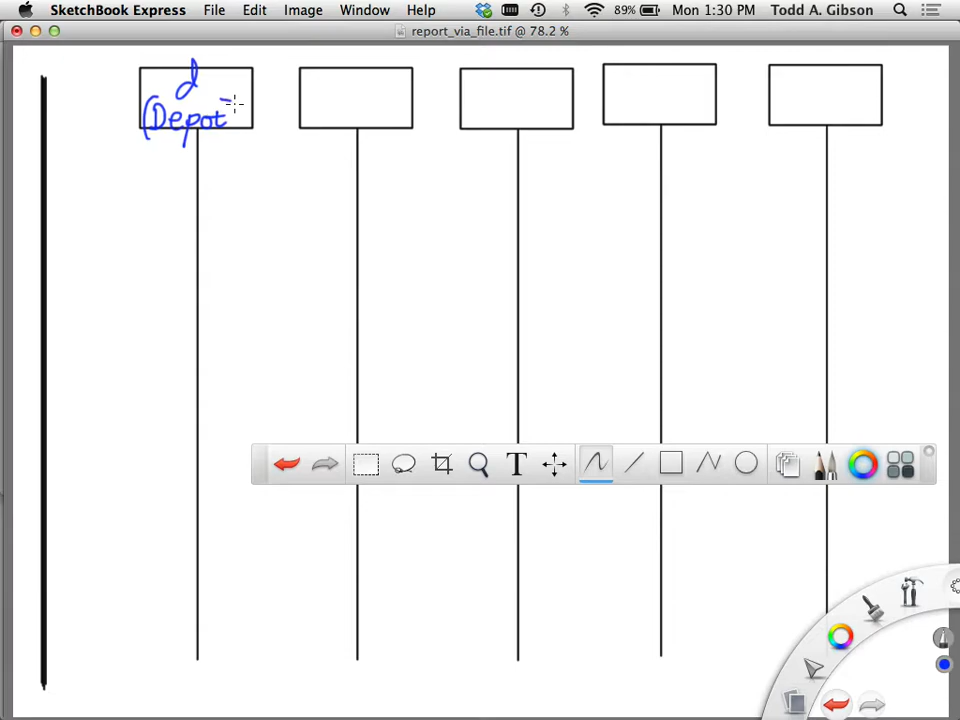 SketchBook Express File Edit Image Window Help 89% Mon 1:30 PM Todd A. Gibson
report_via_file.tif @ 78.2 %
d
(Depot
T